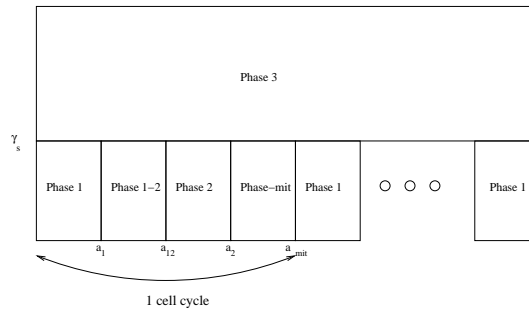 Phase 3
γs
Phase 1 Phase 1−2 Phase 2 Phase−mit Phase 1 Phase 1
a1 a12 a2 a mit
1 cell cycle